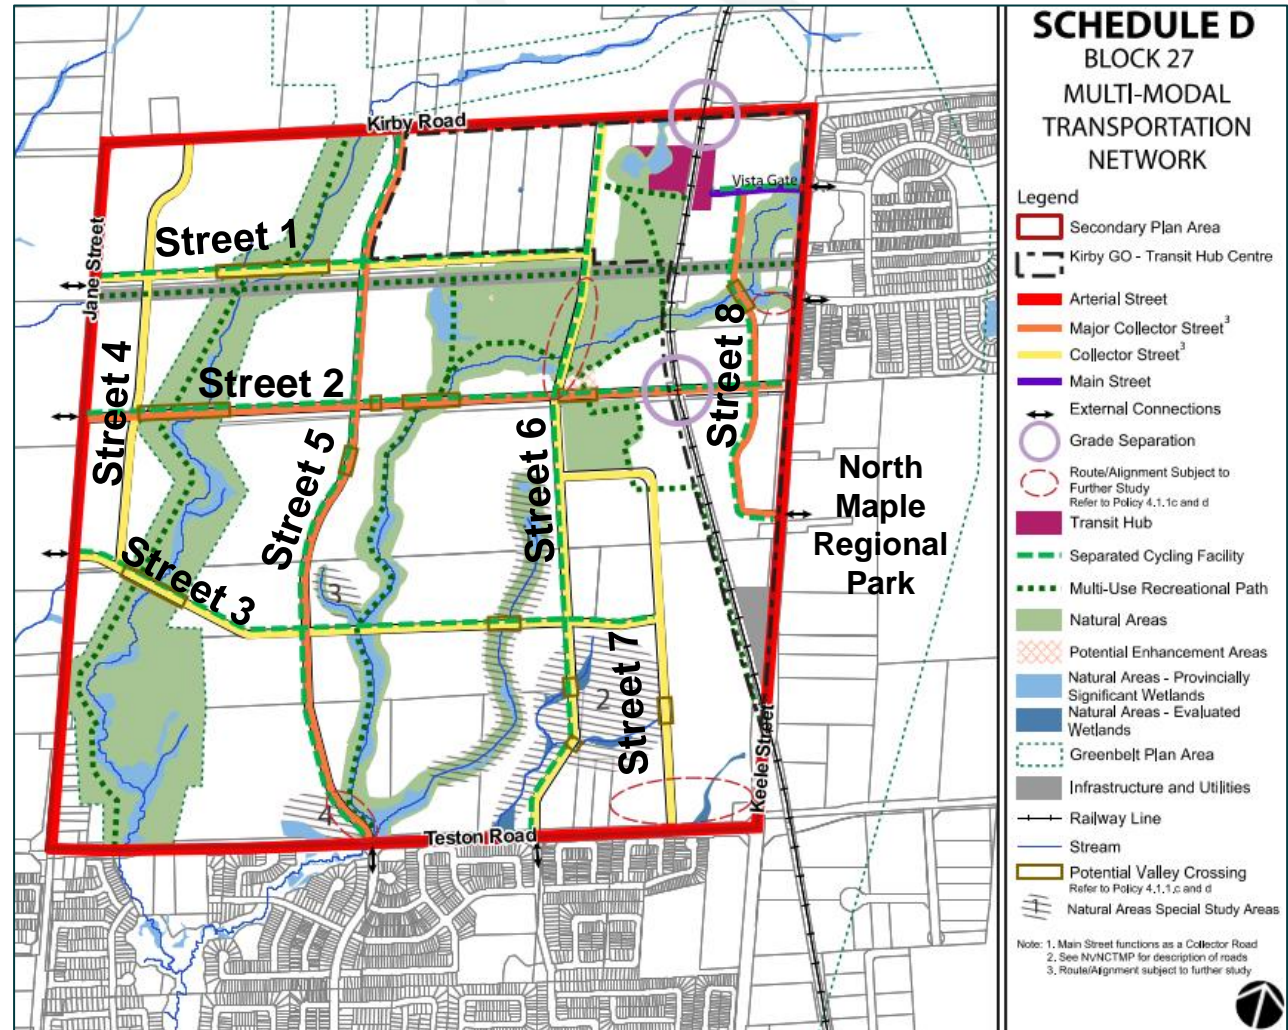 Kirby Road
Vista Gate
Street 1
Jane Street
Street 4
Street 2
Street 5
Street 6
Street 8
North
Maple
Regional
Park
Street 3
3
2
Street 7
4
Keele Street
Teston Road
SCHEDULE D
BLOCK 27
MULTI-MODAL
TRANSPORTATION
NETWORK
Legend
Secondary Plan Area
Kirby GO - Transit Hub Centre
Arterial Street
Major Collector Street³
Collector Street³
Main Street
External Connections
Grade Separation
Route/Alignment Subject to
Further Study
Refer to Policy 4.1.1c and d
Transit Hub
Separated Cycling Facility
Multi-Use Recreational Path
Natural Areas
Potential Enhancement Areas
Natural Areas - Provincially
Significant Wetlands
Natural Areas - Evaluated
Wetlands
Greenbelt Plan Area
Infrastructure and Utilities
Railway Line
Stream
Potential Valley Crossing
Refer to Policy 4.1.1,c and d
1
Natural Areas Special Study Areas
Note: 1. Main Street functions as a Collector Road
2. See NVNCTMP for description of roads
3. Route/Alignment subject to further study